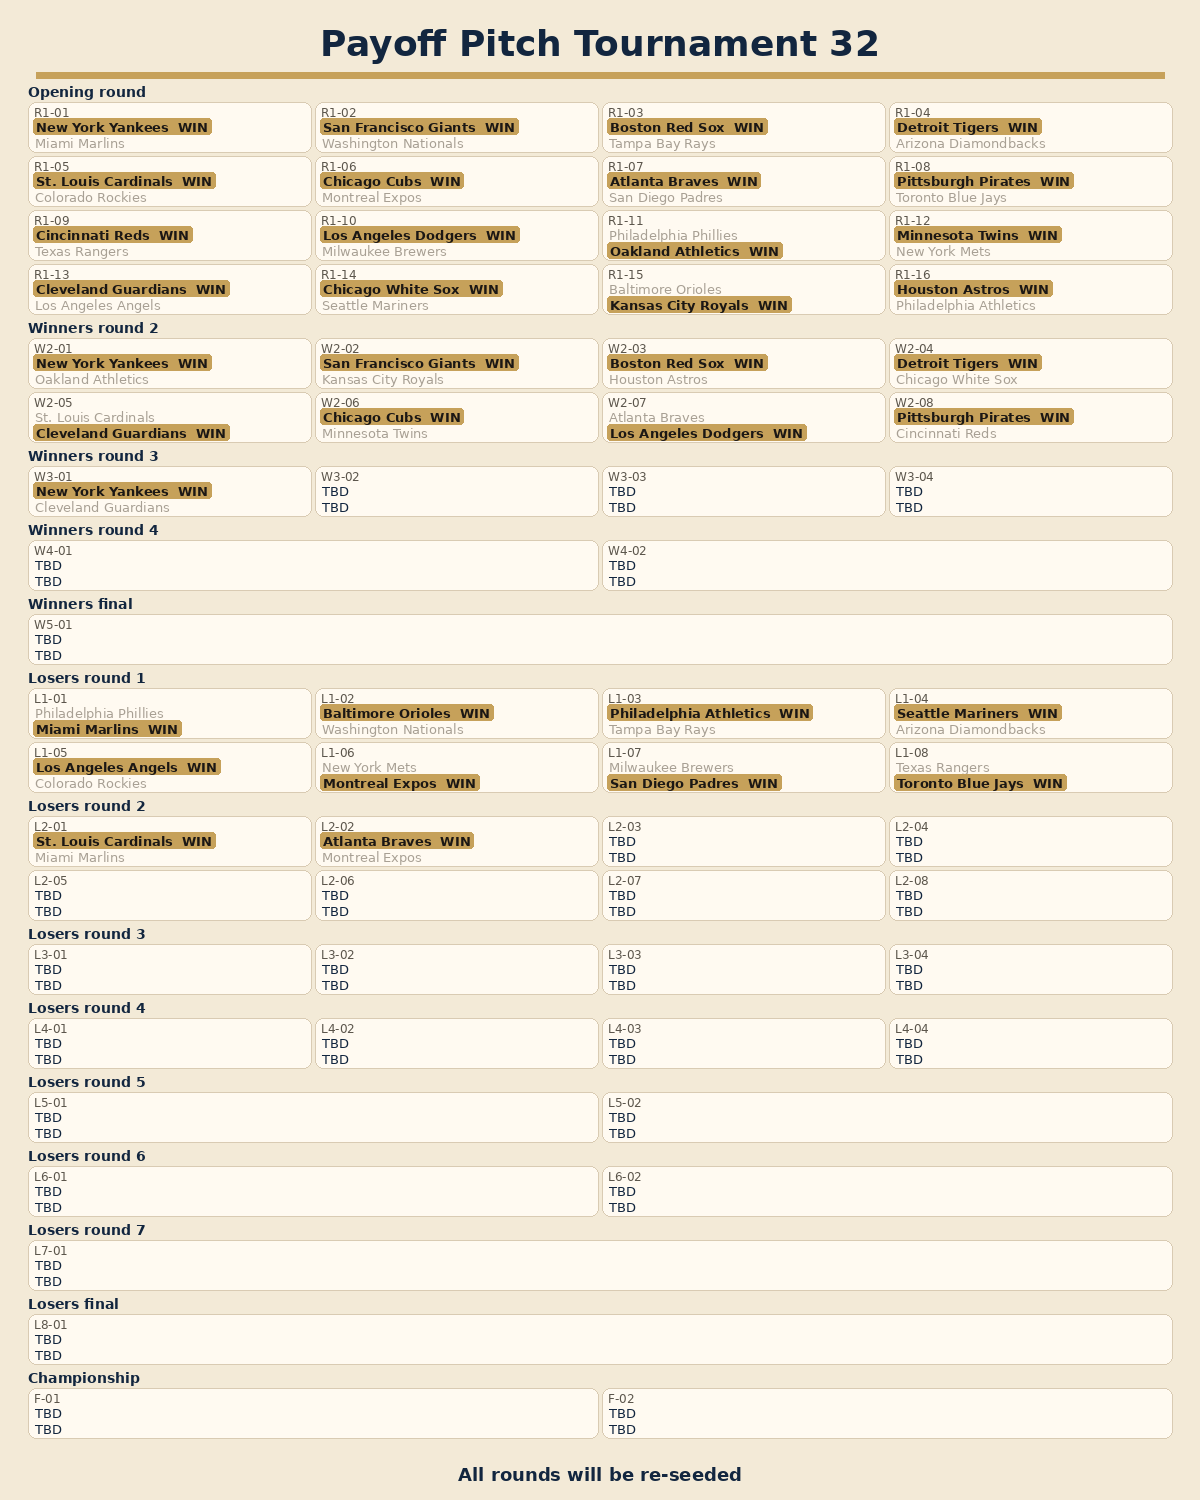 Payoff Pitch Tournament 32
Opening round
R1-01
New York Yankees WIN
Miami Marlins
R1-02
San Francisco Giants WIN
Washington Nationals
R1-03
Boston Red Sox WIN
Tampa Bay Rays
R1-04
Detroit Tigers WIN
Arizona Diamondbacks
R1-05
St. Louis Cardinals WIN
Colorado Rockies
R1-06
Chicago Cubs WIN
Montreal Expos
R1-07
Atlanta Braves WIN
San Diego Padres
R1-08
Pittsburgh Pirates WIN
Toronto Blue Jays
R1-09
Cincinnati Reds WIN
Texas Rangers
R1-10
Los Angeles Dodgers WIN
Milwaukee Brewers
R1-11
Philadelphia Phillies
Oakland Athletics WIN
R1-12
Minnesota Twins WIN
New York Mets
R1-13
Cleveland Guardians WIN
Los Angeles Angels
R1-14
Chicago White Sox WIN
Seattle Mariners
R1-15
Baltimore Orioles
Kansas City Royals WIN
R1-16
Houston Astros WIN
Philadelphia Athletics
Winners round 2
W2-01
New York Yankees WIN
Oakland Athletics
W2-02
San Francisco Giants WIN
Kansas City Royals
W2-03
Boston Red Sox WIN
Houston Astros
W2-04
Detroit Tigers WIN
Chicago White Sox
W2-05
St. Louis Cardinals
Cleveland Guardians WIN
W2-06
Chicago Cubs WIN
Minnesota Twins
W2-07
Atlanta Braves
Los Angeles Dodgers WIN
W2-08
Pittsburgh Pirates WIN
Cincinnati Reds
Winners round 3
W3-01
New York Yankees WIN
Cleveland Guardians
W3-02
TBD
TBD
W3-03
TBD
TBD
W3-04
TBD
TBD
Winners round 4
W4-01
TBD
TBD
W4-02
TBD
TBD
Winners final
W5-01
TBD
TBD
Losers round 1
L1-01
Philadelphia Phillies
Miami Marlins WIN
L1-02
Baltimore Orioles WIN
Washington Nationals
L1-03
Philadelphia Athletics WIN
Tampa Bay Rays
L1-04
Seattle Mariners WIN
Arizona Diamondbacks
L1-05
Los Angeles Angels WIN
Colorado Rockies
L1-06
New York Mets
Montreal Expos WIN
L1-07
Milwaukee Brewers
San Diego Padres WIN
L1-08
Texas Rangers
Toronto Blue Jays WIN
Losers round 2
L2-01
St. Louis Cardinals WIN
Miami Marlins
L2-02
Atlanta Braves WIN
Montreal Expos
L2-03
TBD
TBD
L2-04
TBD
TBD
L2-05
TBD
TBD
L2-06
TBD
TBD
L2-07
TBD
TBD
L2-08
TBD
TBD
Losers round 3
L3-01
TBD
TBD
L3-02
TBD
TBD
L3-03
TBD
TBD
L3-04
TBD
TBD
Losers round 4
L4-01
TBD
TBD
L4-02
TBD
TBD
L4-03
TBD
TBD
L4-04
TBD
TBD
Losers round 5
L5-01
TBD
TBD
L5-02
TBD
TBD
Losers round 6
L6-01
TBD
TBD
L6-02
TBD
TBD
Losers round 7
L7-01
TBD
TBD
Losers final
L8-01
TBD
TBD
Championship
F-01
TBD
TBD
F-02
TBD
TBD
All rounds will be re-seeded